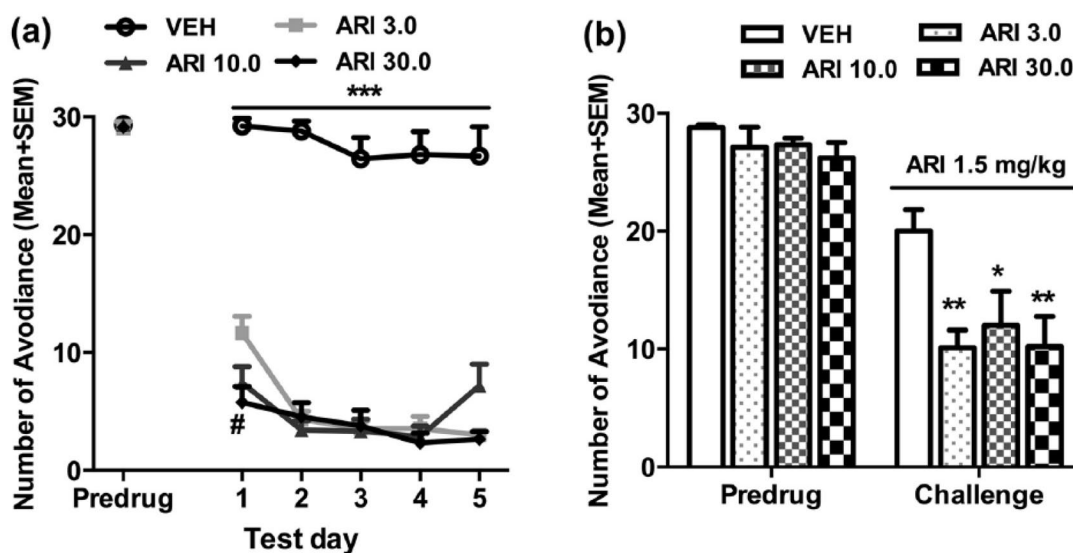 (a)
VEH
ARI 3.0
ARI 10.0
ARI 30.0
***
Number of Avodiance (Mean+SEM)
30
20
10
0
#
Predrug
1
2
3
4
5
Test day
(b)
VEH
ARI 3.0
ARI 10.0
ARI 30.0
Number of Avodiance (Mean+SEM)
30
20
10
0
ARI 1.5 mg/kg
**
*
**
Predrug
Challenge